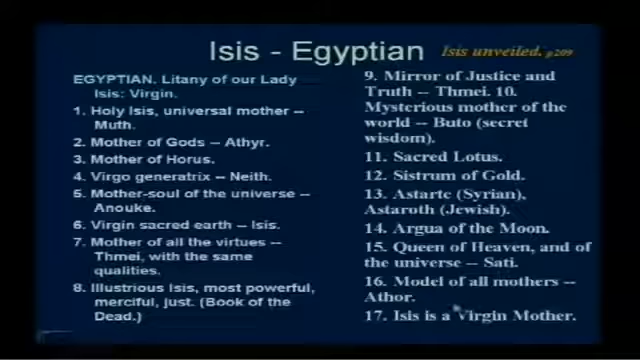 Isis - Egyptian
Isis unveiled. p209
EGYPTIAN. Litany of our Lady
Isis: Virgin.
1. Holy Isis, universal mother --
Muth.
2. Mother of Gods -- Athyr.
3. Mother of Horus.
4. Virgo generatrix -- Neith.
5. Mother-soul of the universe --
Anouke.
6. Virgin sacred earth -- Isis.
7. Mother of all the virtues --
Thmei, with the same
qualities.
8. Illustrious Isis, most powerful,
merciful, just. (Book of the
Dead.)
9. Mirror of Justice and
Truth -- Thmei. 10.
Mysterious mother of the
world -- Buto (secret
wisdom).
11. Sacred Lotus.
12. Sistrum of Gold.
13. Astarte (Syrian),
Astaroth (Jewish).
14. Argua of the Moon.
15. Queen of Heaven, and of
the universe -- Sati.
16. Model of all mothers --
Athor.
17. Isis is a Virgin Mother.